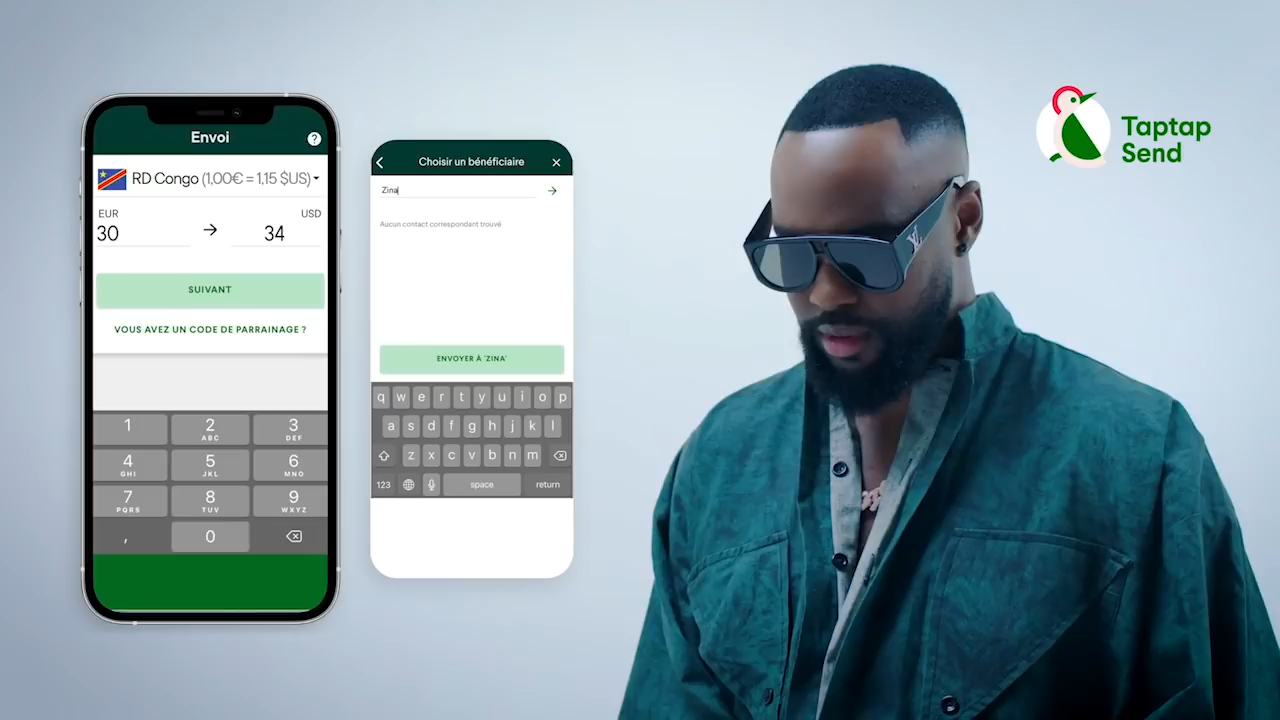 Envoi
?
RD Congo (1,00€ = 1,15 $US)
EUR
USD
30
34
SUIVANT
VOUS AVEZ UN CODE DE PARRAINAGE ?
1
2
ABC
3
DEF
4
GHI
5
JKL
6
MNO
7
PQRS
8
TUV
9
WXYZ
,
0
Choisir un bénéficiaire
Zina
Aucun contact correspondant trouvé
ENVOYER À 'ZINA'
q w e r t y u i o p
a s d f g h j k l
z x c v b n m
123
space
return
LV
Taptap
Send